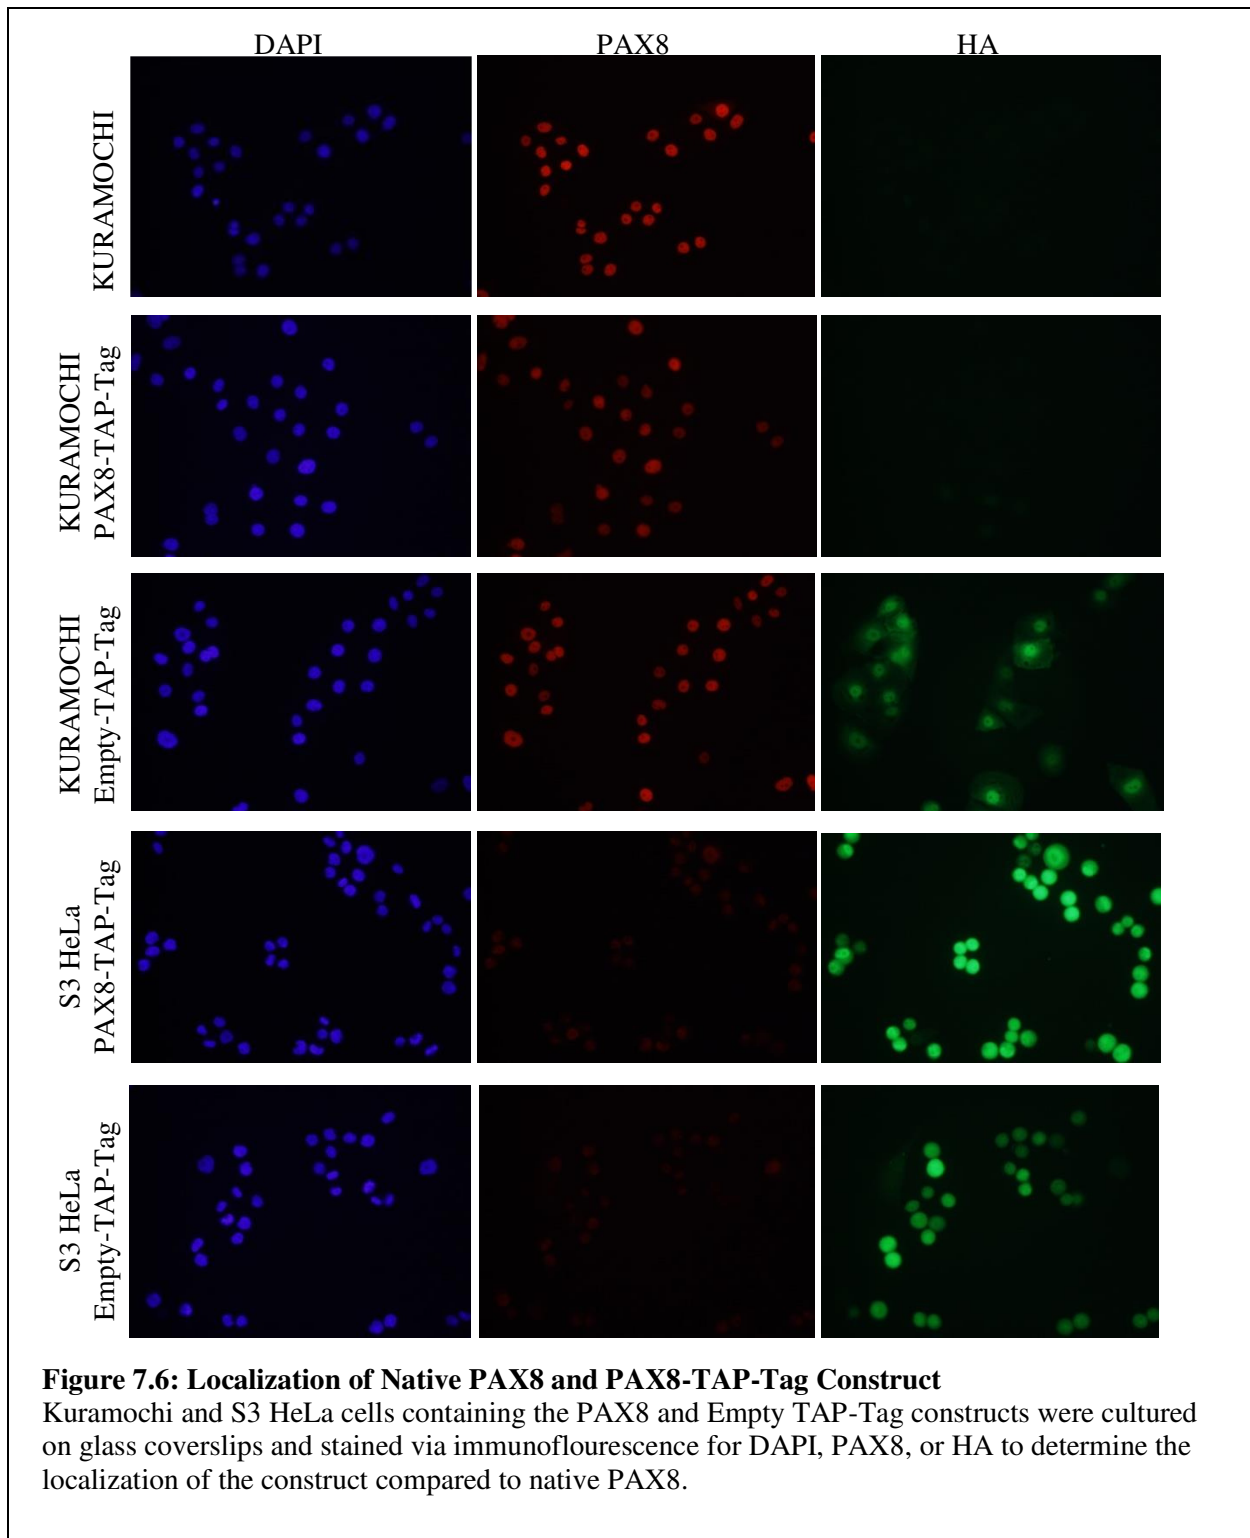 DAPI PAX8 HA
KURAMOCHI
KURAMOCHI
PAX8-TAP-Tag
KURAMOCHI
Empty-TAP-Tag
S3 HeLa
PAX8-TAP-Tag
S3 HeLa
Empty-TAP-Tag
Figure 7.6: Localization of Native PAX8 and PAX8-TAP-Tag Construct
Kuramochi and S3 HeLa cells containing the PAX8 and Empty TAP-Tag constructs were cultured
on glass coverslips and stained via immunoflourescence for DAPI, PAX8, or HA to determine the
localization of the construct compared to native PAX8.